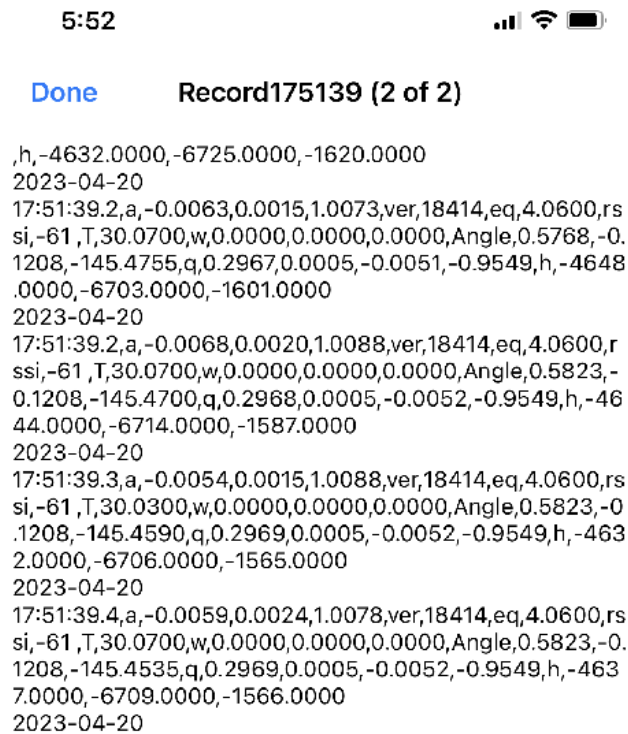 5:52
Done
Record175139 (2 of 2)
,h,-4632.0000,-6725.0000,-1620.0000
2023-04-20
17:51:39.2,a,-0.0063,0.0015,1.0073,ver,18414,eq,4.0600,rs
si,-61 ,T,30.0700,w,0.0000,0.0000,0.0000,Angle,0.5768,-0.
1208,-145.4755,q,0.2967,0.0005,-0.0051,-0.9549,h,-4648
.0000,-6703.0000,-1601.0000
2023-04-20
17:51:39.2,a,-0.0068,0.0020,1.0088,ver,18414,eq,4.0600,r
ssi,-61 ,T,30.0700,w,0.0000,0.0000,0.0000,Angle,0.5823,-
0.1208,-145.4700,q,0.2968,0.0005,-0.0052,-0.9549,h,-46
44.0000,-6714.0000,-1587.0000
2023-04-20
17:51:39.3,a,-0.0054,0.0015,1.0088,ver,18414,eq,4.0600,rs
si,-61 ,T,30.0300,w,0.0000,0.0000,0.0000,Angle,0.5823,-0
.1208,-145.4590,q,0.2969,0.0005,-0.0052,-0.9549,h,-463
2.0000,-6706.0000,-1565.0000
2023-04-20
17:51:39.4,a,-0.0059,0.0024,1.0078,ver,18414,eq,4.0600,rs
si,-61 ,T,30.0700,w,0.0000,0.0000,0.0000,Angle,0.5823,-0.
1208,-145.4535,q,0.2969,0.0005,-0.0052,-0.9549,h,-463
7.0000,-6709.0000,-1566.0000
2023-04-20